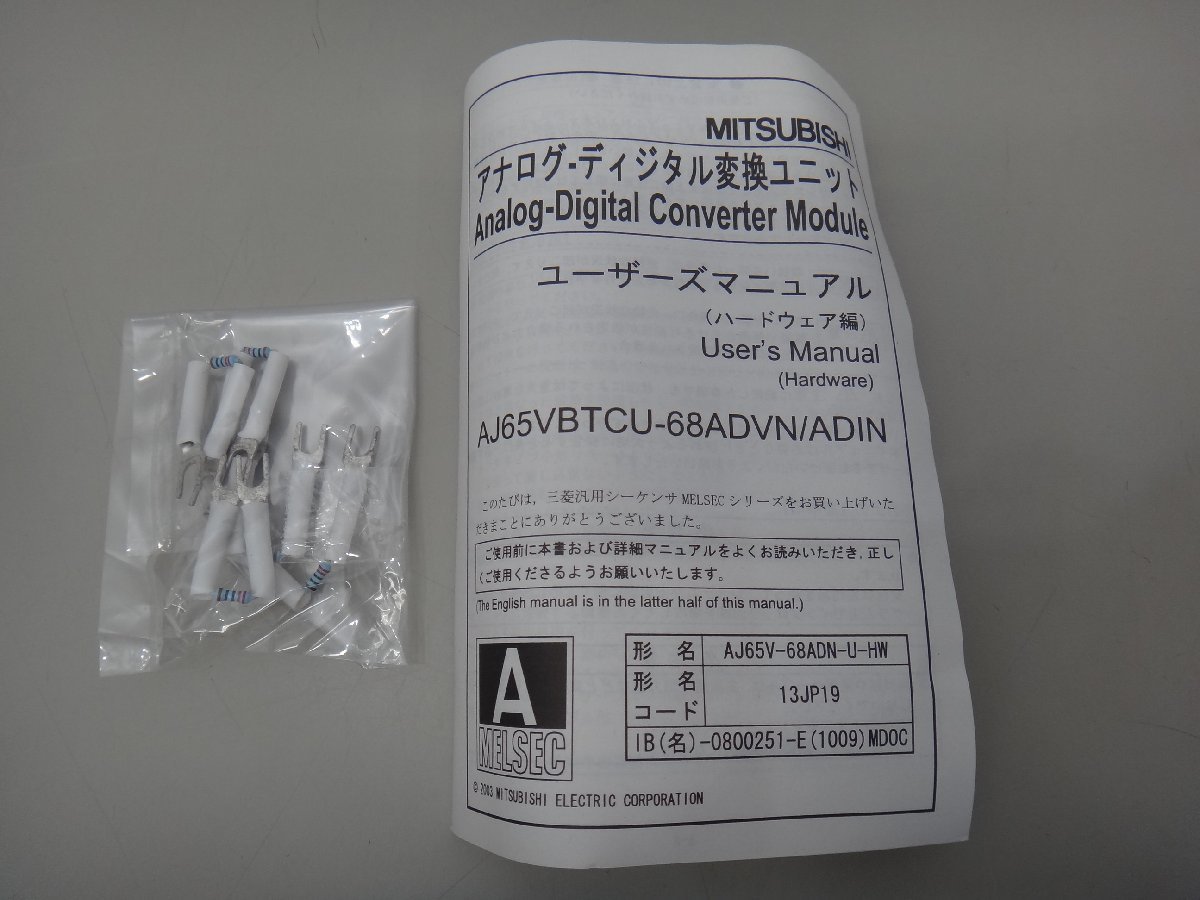 MITSUBISHI
アナログ-ディジタル変換ユニット
Analog-Digital Converter Module
ユーザーズマニュアル
(ハードウェア編)
User's Manual
(Hardware)
AJ65VBTCU-68ADVN/ADIN
このたびは，三菱汎用シーケンサMELSECシリーズをお買い上げいた
だきまことにありがとうございました。
ご使用前に本書および詳細マニュアルをよくお読みいただき，正し
くご使用くださるようお願いいたします。
(The English manual is in the latter half of this manual.)
A
MELSEC
形 名 AJ65V-68ADN-U-HW
形 名
コード 13JP19
IB(名)-0800251-E(1009)MDOC
© 2003 MITSUBISHI ELECTRIC CORPORATION